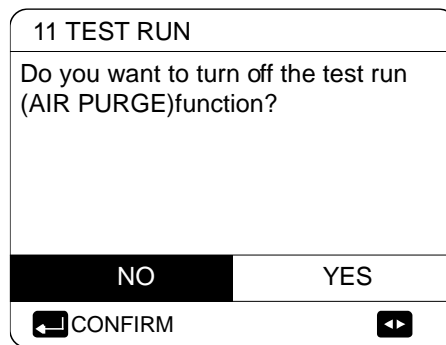 11 TEST RUN
Do you want to turn off the test run
(AIR PURGE)function?
NO YES
CONFIRM